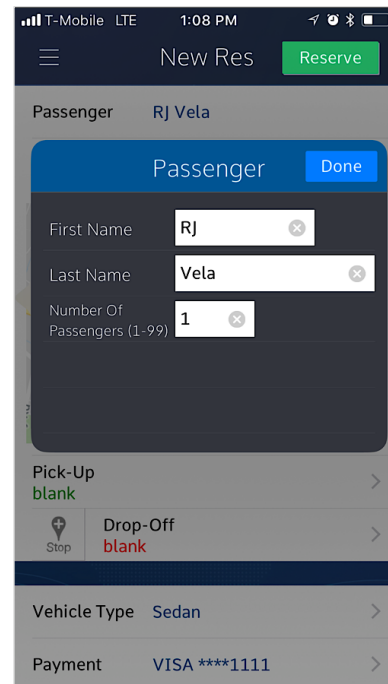 T-Mobile LTE 1:08 PM
New Res Reserve
Passenger RJ Vela
Passenger Done
First Name RJ
Last Name Vela
Number Of
Passengers (1-99) 1
Pick-Up
blank
Drop-Off
Stop blank
Vehicle Type Sedan
Payment VISA ****1111